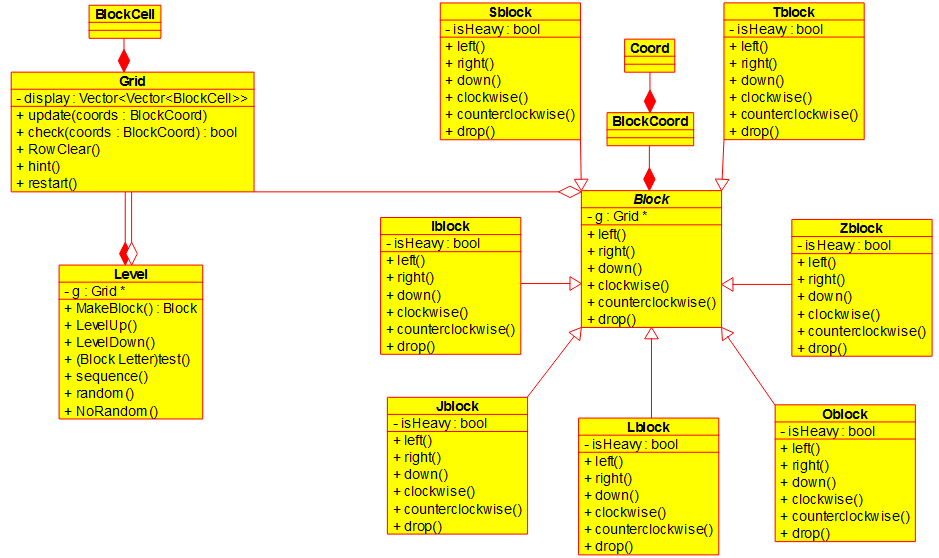 BlockCell
Grid
- display : Vector<Vector<BlockCell>>
+ update(coords : BlockCoord)
+ check(coords : BlockCoord) : bool
+ RowClear()
+ hint()
+ restart()
Level
- g : Grid *
+ MakeBlock() : Block
+ LevelUp()
+ LevelDown()
+ (Block Letter)test()
+ sequence()
+ random()
+ NoRandom()
Sblock
- isHeavy : bool
+ left()
+ right()
+ down()
+ clockwise()
+ counterclockwise()
+ drop()
Coord
BlockCoord
Tblock
- isHeavy : bool
+ left()
+ right()
+ down()
+ clockwise()
+ counterclockwise()
+ drop()
Block
- g : Grid *
+ left()
+ right()
+ down()
+ clockwise()
+ counterclockwise()
+ drop()
Iblock
- isHeavy : bool
+ left()
+ right()
+ down()
+ clockwise()
+ counterclockwise()
+ drop()
Zblock
- isHeavy : bool
+ left()
+ right()
+ down()
+ clockwise()
+ counterclockwise()
+ drop()
Jblock
- isHeavy : bool
+ left()
+ right()
+ down()
+ clockwise()
+ counterclockwise()
+ drop()
Lblock
- isHeavy : bool
+ left()
+ right()
+ down()
+ clockwise()
+ counterclockwise()
+ drop()
Oblock
- isHeavy : bool
+ left()
+ right()
+ down()
+ clockwise()
+ counterclockwise()
+ drop()